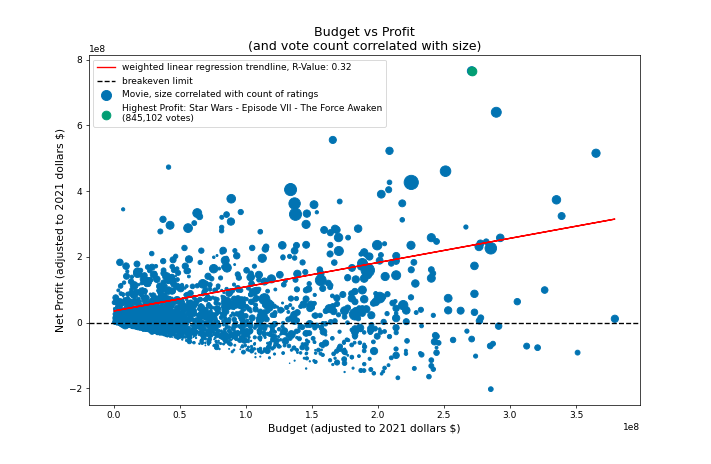 Budget vs Profit
(and vote count correlated with size)
1e8
weighted linear regression trendline, R-Value: 0.32
breakeven limit
Movie, size correlated with count of ratings
Highest Profit: Star Wars - Episode VII - The Force Awaken
(845,102 votes)
8
6
4
2
0
−2
Net Profit (adjusted to 2021 dollars $)
0.0 0.5 1.0 1.5 2.0 2.5 3.0 3.5
1e8
Budget (adjusted to 2021 dollars $)